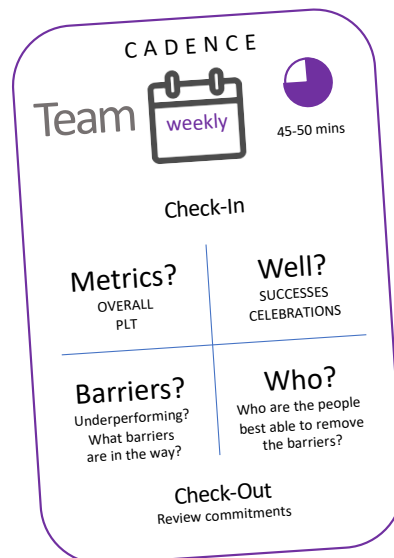 CADENCE
Team
weekly
45-50 mins
Check-In
Metrics?
OVERALL
PLT
Well?
SUCCESSES
CELEBRATIONS
Barriers?
Underperforming?
What barriers
are in the way?
Who?
Who are the people
best able to remove
the barriers?
Check-Out
Review commitments